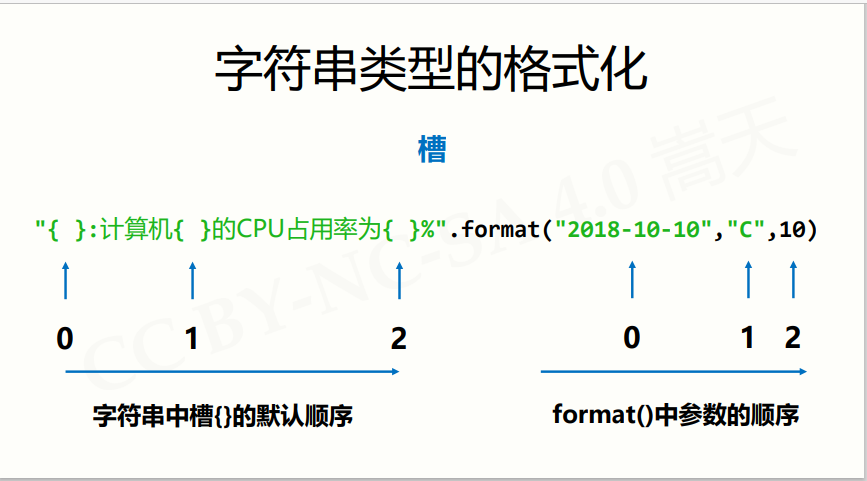 字符串类型的格式化
槽
"{ }:计算机{ }的CPU占用率为{ }%".format("2018-10-10","C",10)
0 1 2 0 1 2
字符串中槽{}的默认顺序 format()中参数的顺序
CC BY-NC-SA 4.0 嵩天